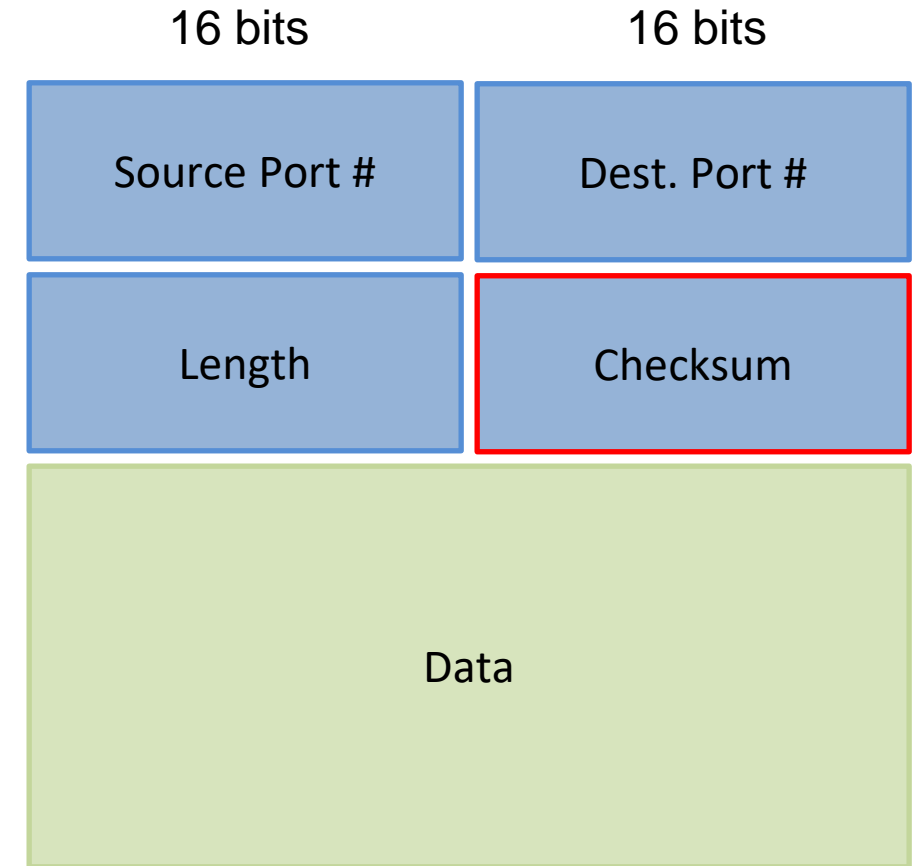 16 bits 16 bits
Source Port # Dest. Port #
Length Checksum
Data